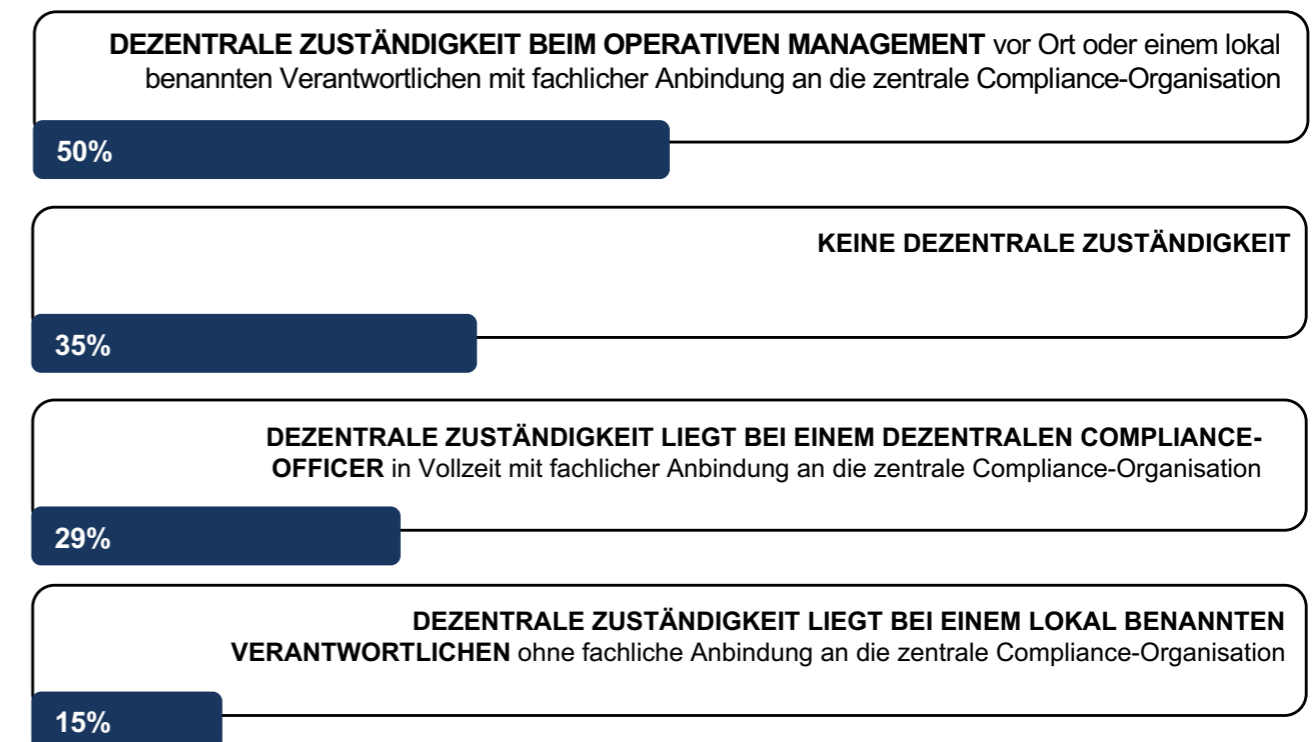 DEZENTRALE ZUSTÄNDIGKEIT BEIM OPERATIVEN MANAGEMENT vor Ort oder einem lokal
benannten Verantwortlichen mit fachlicher Anbindung an die zentrale Compliance-Organisation
50%
KEINE DEZENTRALE ZUSTÄNDIGKEIT
35%
DEZENTRALE ZUSTÄNDIGKEIT LIEGT BEI EINEM DEZENTRALEN COMPLIANCE-
OFFICER in Vollzeit mit fachlicher Anbindung an die zentrale Compliance-Organisation
29%
DEZENTRALE ZUSTÄNDIGKEIT LIEGT BEI EINEM LOKAL BENANNTEN
VERANTWORTLICHEN ohne fachliche Anbindung an die zentrale Compliance-Organisation
15%